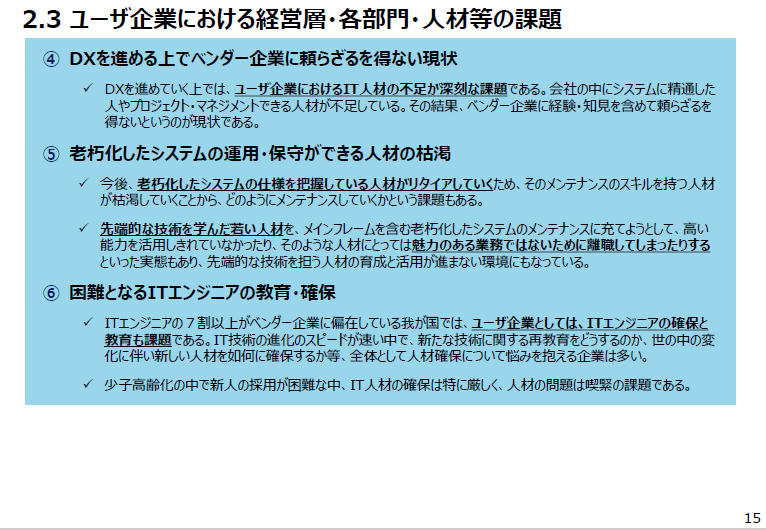 2.3 ユーザ企業における経営層・各部門・人材等の課題
④ DXを進める上でベンダー企業に頼らざるを得ない現状
✓ DXを進めていく上では、ユーザ企業におけるIT人材の不足が深刻な課題である。会社の中にシステムに精通した
人やプロジェクト・マネジメントできる人材が不足している。その結果、ベンダー企業に経験・知見を含めて頼らざるを
得ないというのが現状である。
⑤ 老朽化したシステムの運用・保守ができる人材の枯渇
✓ 今後、老朽化したシステムの仕様を把握している人材がリタイアしていくため、そのメンテナンスのスキルを持つ人材
が枯渇していくことから、どのようにメンテナンスしていくかという課題もある。
✓ 先端的な技術を学んだ若い人材を、メインフレームを含む老朽化したシステムのメンテナンスに充てようとして、高い
能力を活用しきれていなかったり、そのような人材にとっては魅力のある業務ではないために離職してしまったりする
といった実態もあり、先端的な技術を担う人材の育成と活用が進まない環境にもなっている。
⑥ 困難となるITエンジニアの教育・確保
✓ ITエンジニアの７割以上がベンダー企業に偏在している我が国では、ユーザ企業としては、ITエンジニアの確保と
教育も課題である。IT技術の進化のスピードが速い中で、新たな技術に関する再教育をどうするのか、世の中の変
化に伴い新しい人材を如何に確保するか等、全体として人材確保について悩みを抱える企業は多い。
✓ 少子高齢化の中で新人の採用が困難な中、IT人材の確保は特に厳しく、人材の問題は喫緊の課題である。
15